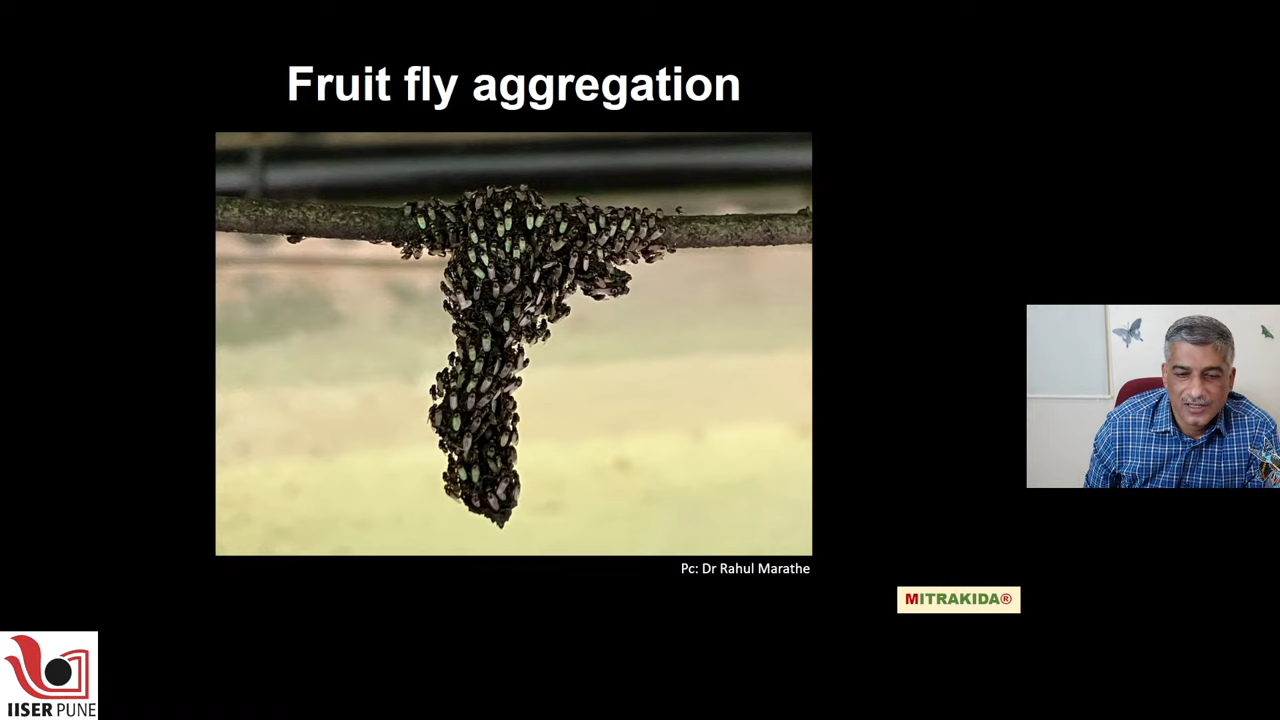 Fruit fly aggregation
Pc: Dr Rahul Marathe
MITRAKIDA®
IISER PUNE